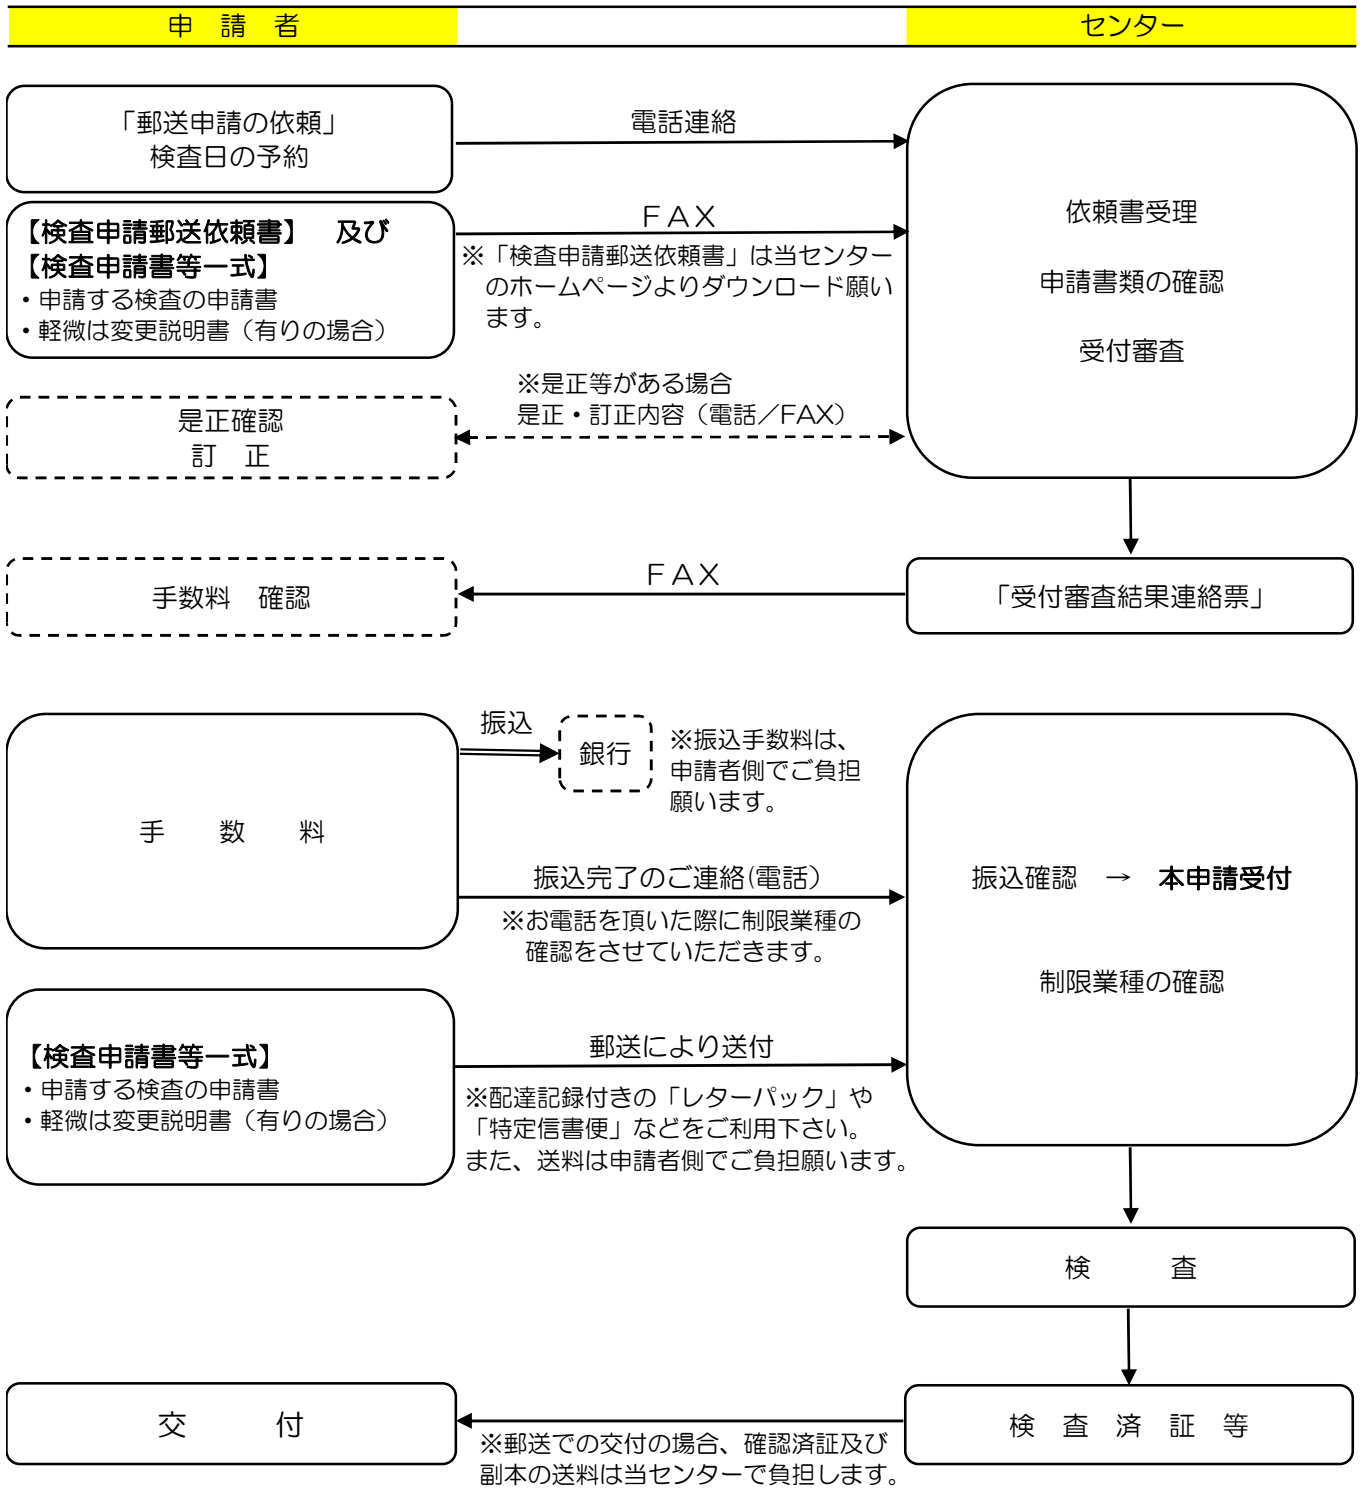 申　請　者
センター
「郵送申請の依頼」
検査日の予約
電話連絡
【検査申請郵送依頼書】　及び
【検査申請書等一式】
・申請する検査の申請書
・軽微は変更説明書（有りの場合）
ＦＡＸ
※「検査申請郵送依頼書」は当センター
のホームページよりダウンロード願い
ます。
依頼書受理
申請書類の確認
受付審査
※是正等がある場合
是正・訂正内容（電話／FAX）
是正確認
訂　正
手数料　確認
ＦＡＸ
「受付審査結果連絡票」
手　　数　　料
振込
銀行
※振込手数料は、
申請者側でご負担
願います。
振込完了のご連絡(電話）
※お電話を頂いた際に制限業種の
確認をさせていただきます。
振込確認　→　本申請受付
制限業種の確認
【検査申請書等一式】
・申請する検査の申請書
・軽微は変更説明書（有りの場合）
郵送により送付
※配達記録付きの「レターパック」や
「特定信書便」などをご利用下さい。
また、送料は申請者側でご負担願います。
検　　　査
交　　　付
※郵送での交付の場合、確認済証及び
副本の送料は当センターで負担します。
検　査　済　証　等